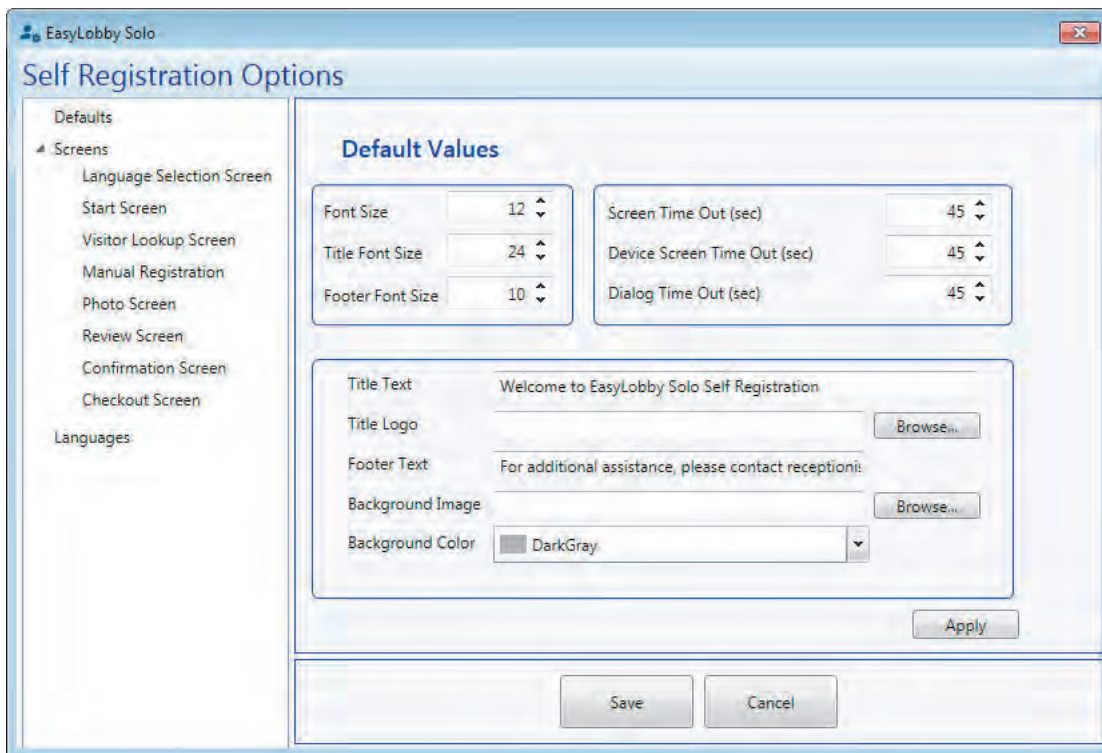 EasyLobby Solo
Self Registration Options
Defaults
Screens
Language Selection Screen
Start Screen
Visitor Lookup Screen
Manual Registration
Photo Screen
Review Screen
Confirmation Screen
Checkout Screen
Languages
Default Values
Font Size 12
Title Font Size 24
Footer Font Size 10
Screen Time Out (sec) 45
Device Screen Time Out (sec) 45
Dialog Time Out (sec) 45
Title Text Welcome to EasyLobby Solo Self Registration
Title Logo Browse...
Footer Text For additional assistance, please contact
Background Image Browse...
Background Color DarkGray
Apply
Save Cancel